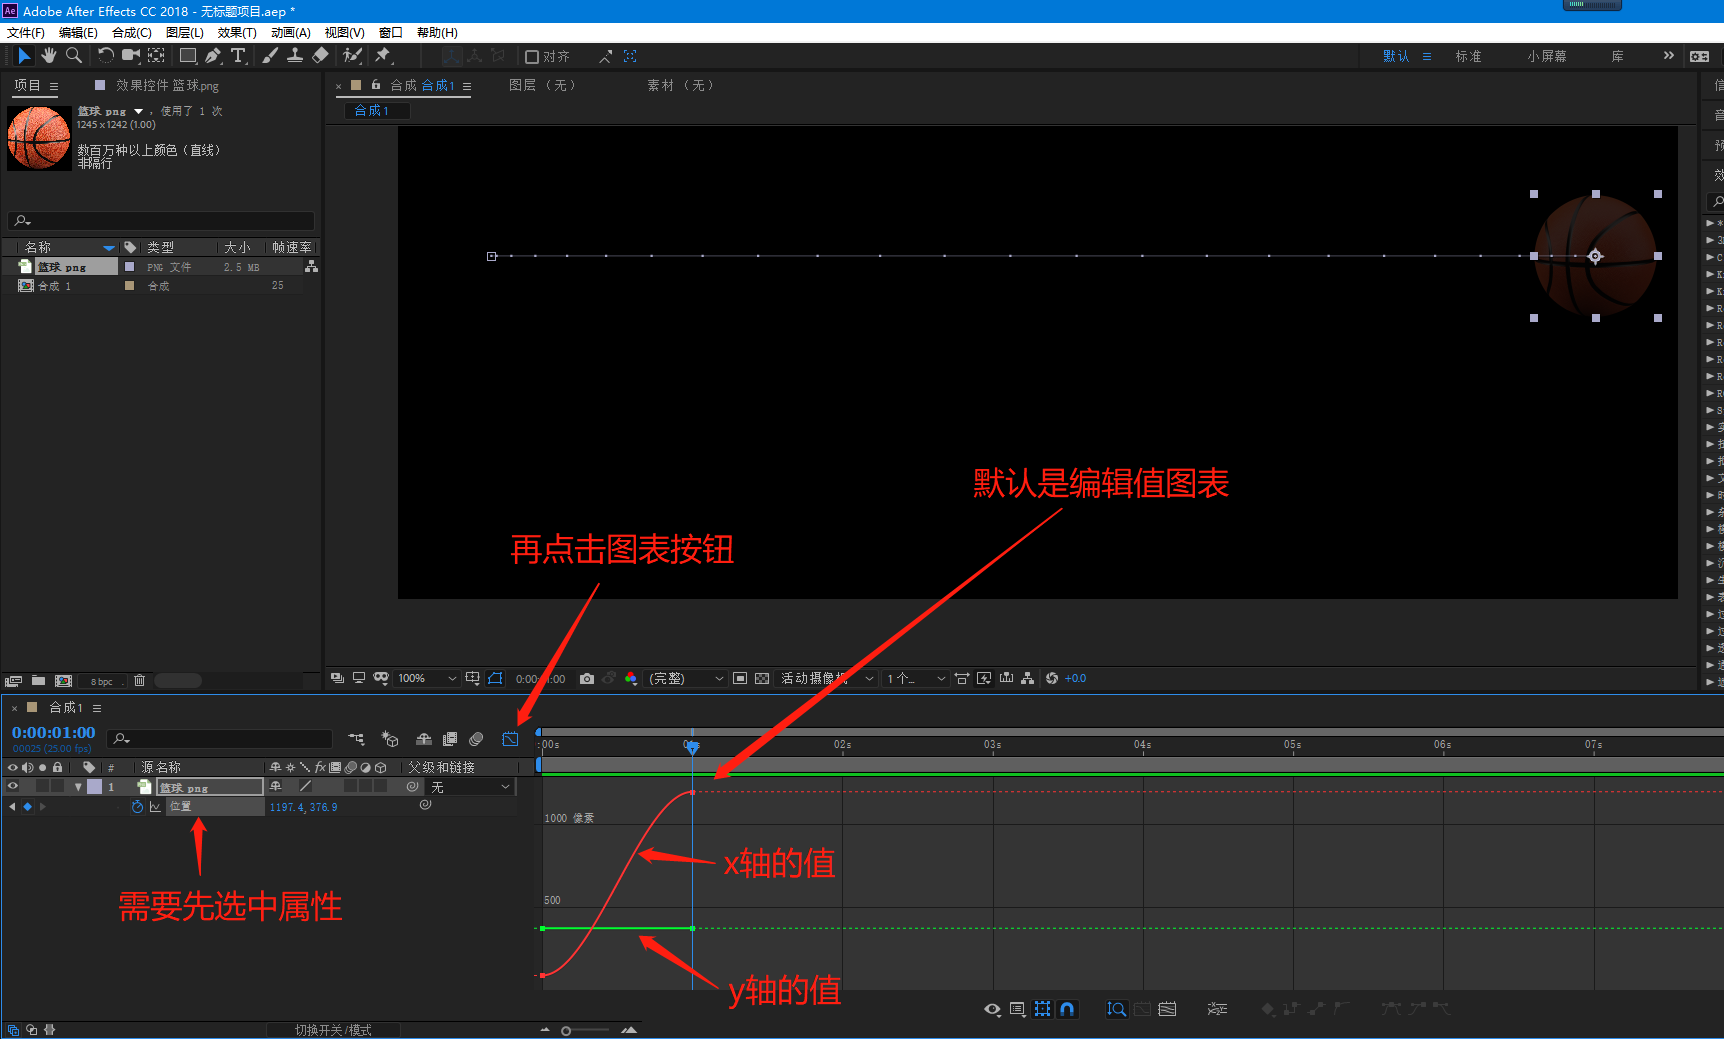 Ae Adobe After Effects CC 2018 - 无标题项目.aep *
文件(F) 编辑(E) 合成(C) 图层(L) 效果(T) 动画(A) 视图(V) 窗口 帮助(H)
对齐 默认 标准 小屏幕 库
项目 效果控件 篮球.png
合成 合成1 图层 (无) 素材 (无)
篮球.png , 使用了 1 次
1245 x 1242 (1.00)
数百万种以上颜色 (直线)
非隔行
合成1
名称 类型 大小 帧速率
篮球.png PNG 文件 2.5 MB
合成 1 合成 25
默认是编辑值图表
再点击图表按钮
8 bpc
100% 0:00:01:00 (完整) 活动摄像机 1个... +0.0
合成1
0:00:01:00
00025 (25.00 fps)
:00s 02s 03s 04s 05s 06s 07s
# 源名称 fx 父级和链接
1 篮球.png 无
位置 1197.4, 376.9
1000 像素
500
x轴的值
需要先选中属性
y轴的值
切换开关/模式